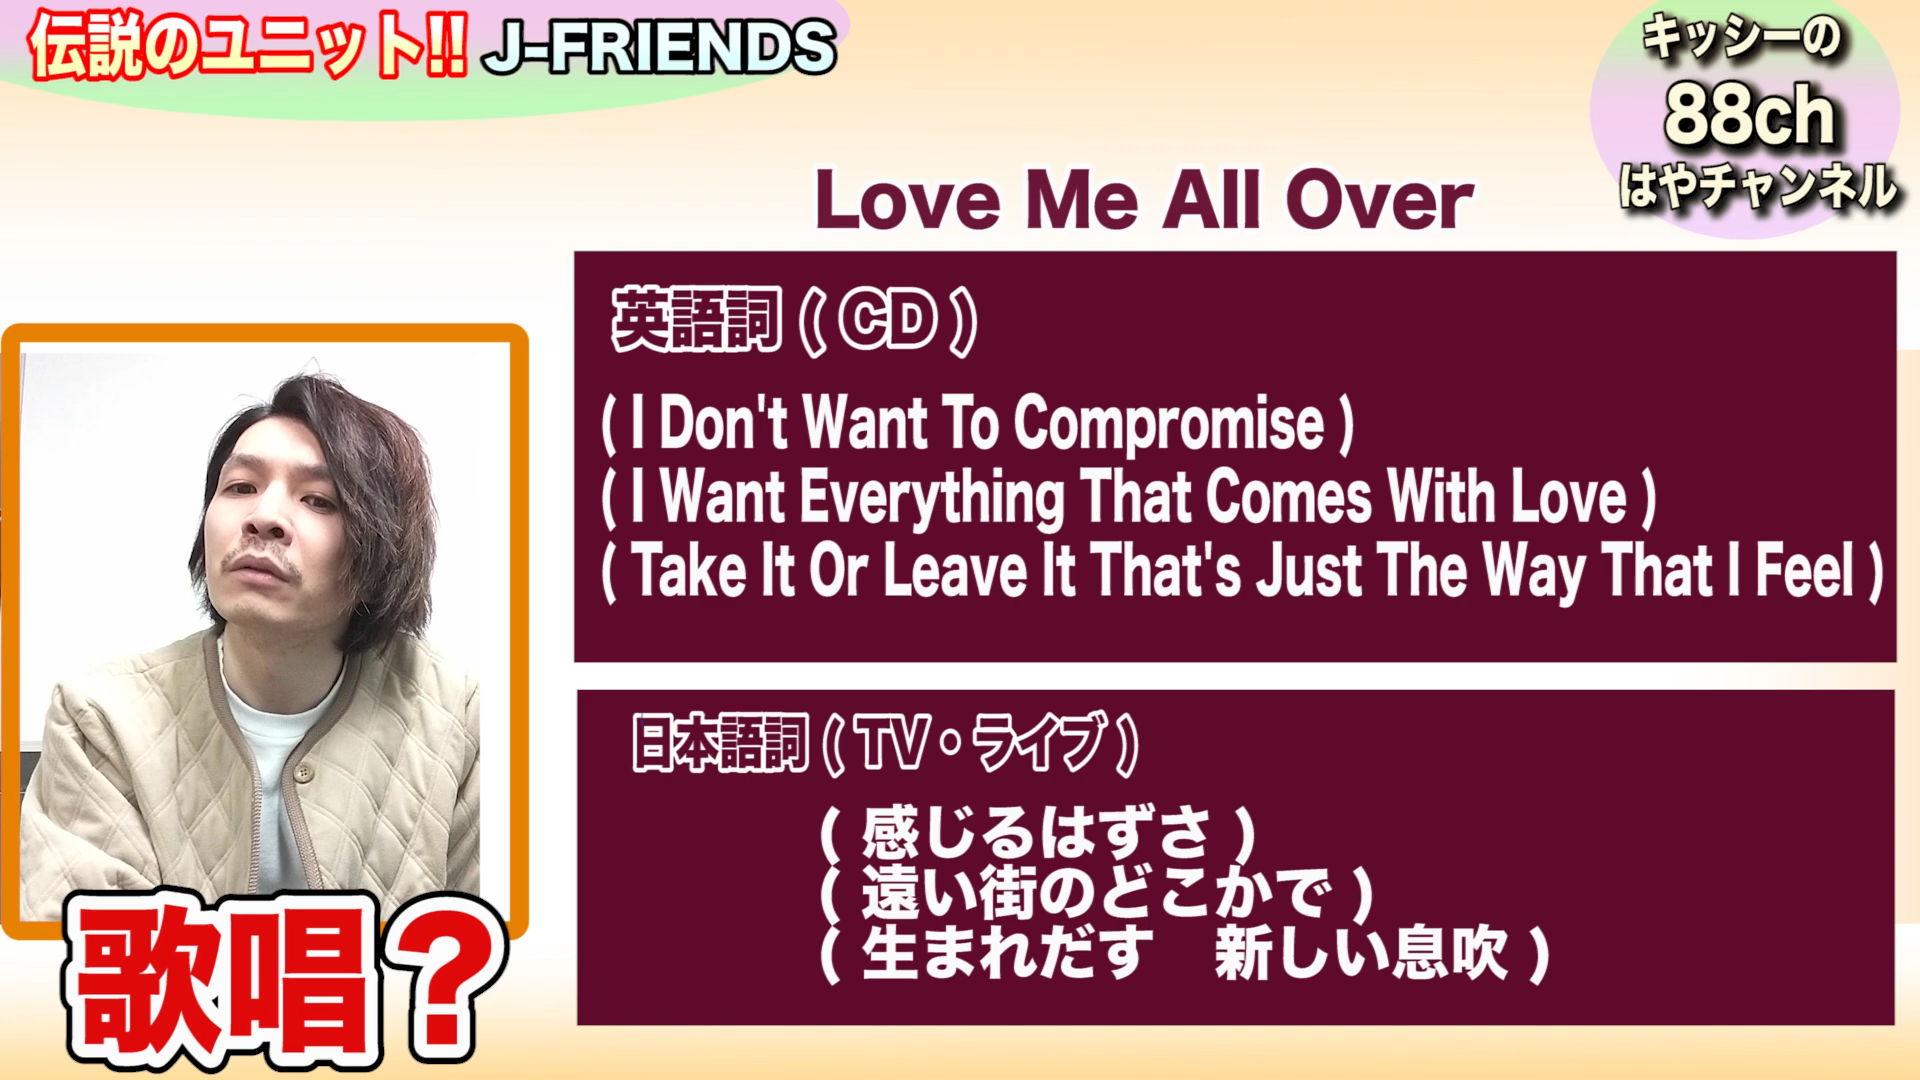 伝説のユニット!! J-FRIENDS
キッシーの
88ch
はやチャンネル
Love Me All Over
英語詞 ( CD )
( I Don't Want To Compromise )
( I Want Everything That Comes With Love )
( Take It Or Leave It That's Just The Way That I Feel )
日本語詞 ( TV・ライブ )
( 感じるはずさ )
( 遠い街のどこかで )
( 生まれだす　新しい息吹 )
歌唱?